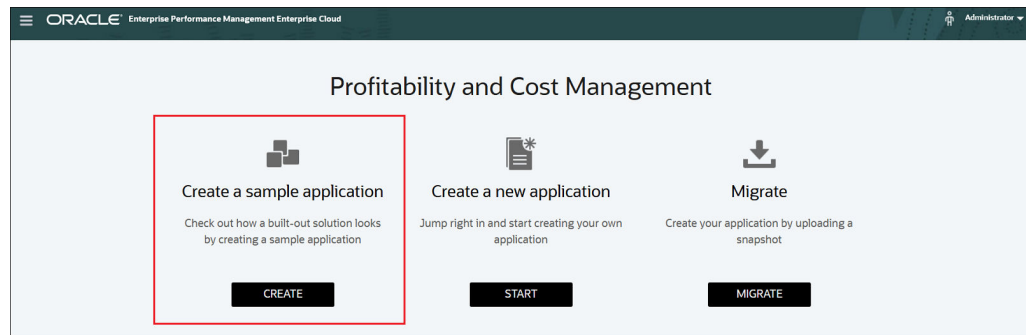 ORACLE Enterprise Performance Management Enterprise Cloud
Administrator
Profitability and Cost Management
Create a sample application
Check out how a built-out solution looks
by creating a sample application
CREATE
Create a new application
Jump right in and start creating your own
application
START
Migrate
Create your application by uploading a
snapshot
MIGRATE